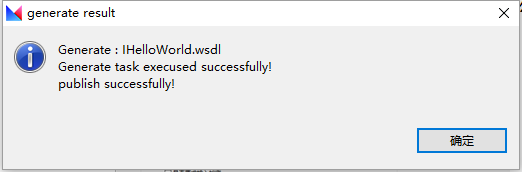 generate result
Generate : IHelloWorld.wsdl
Generate task execused successfully!
publish successfully!
确定